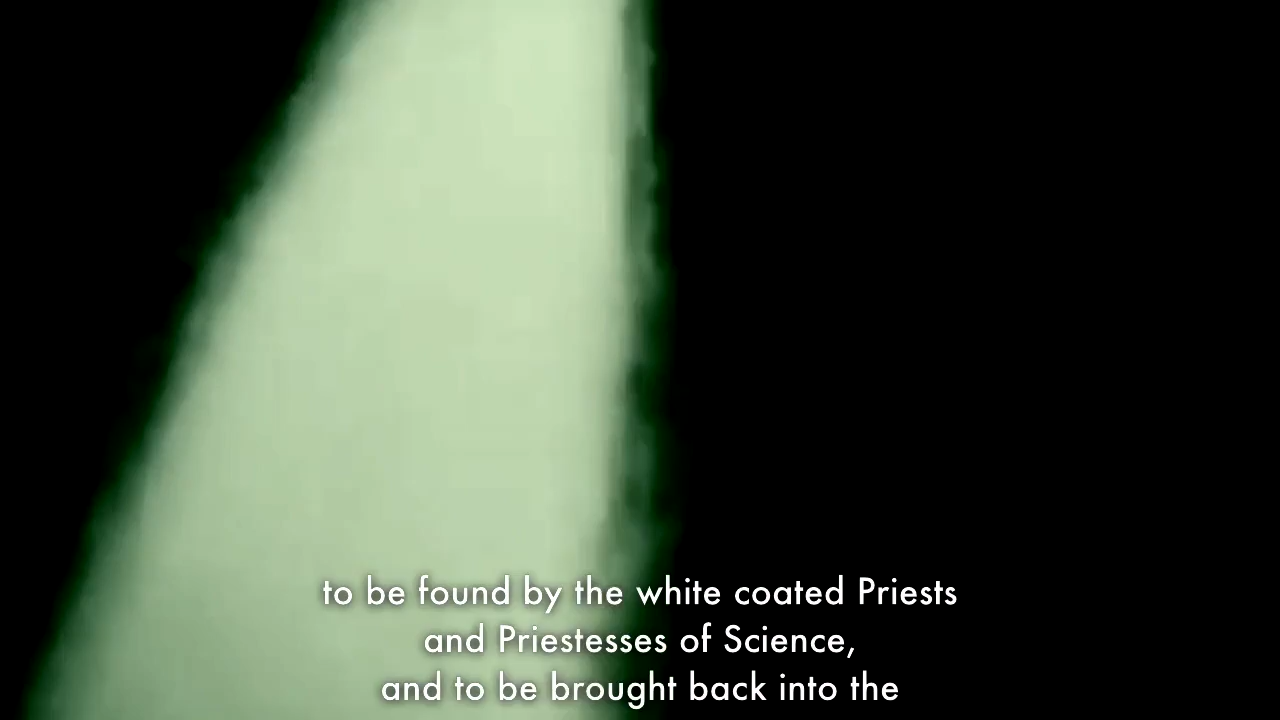 to be found by the white coated Priests
and Priestesses of Science,
and to be brought back into the